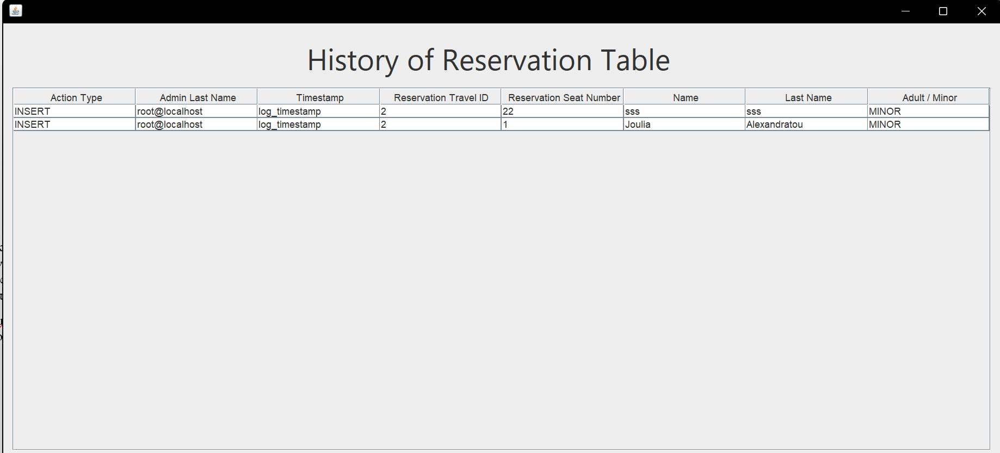 History of Reservation Table
Action Type Admin Last Name Timestamp Reservation Travel ID Reservation Seat Number Name Last Name Adult / Minor
INSERT root@localhost log_timestamp 2 22 sss sss MINOR
INSERT root@localhost log_timestamp 2 1 Joulia Alexandratou MINOR